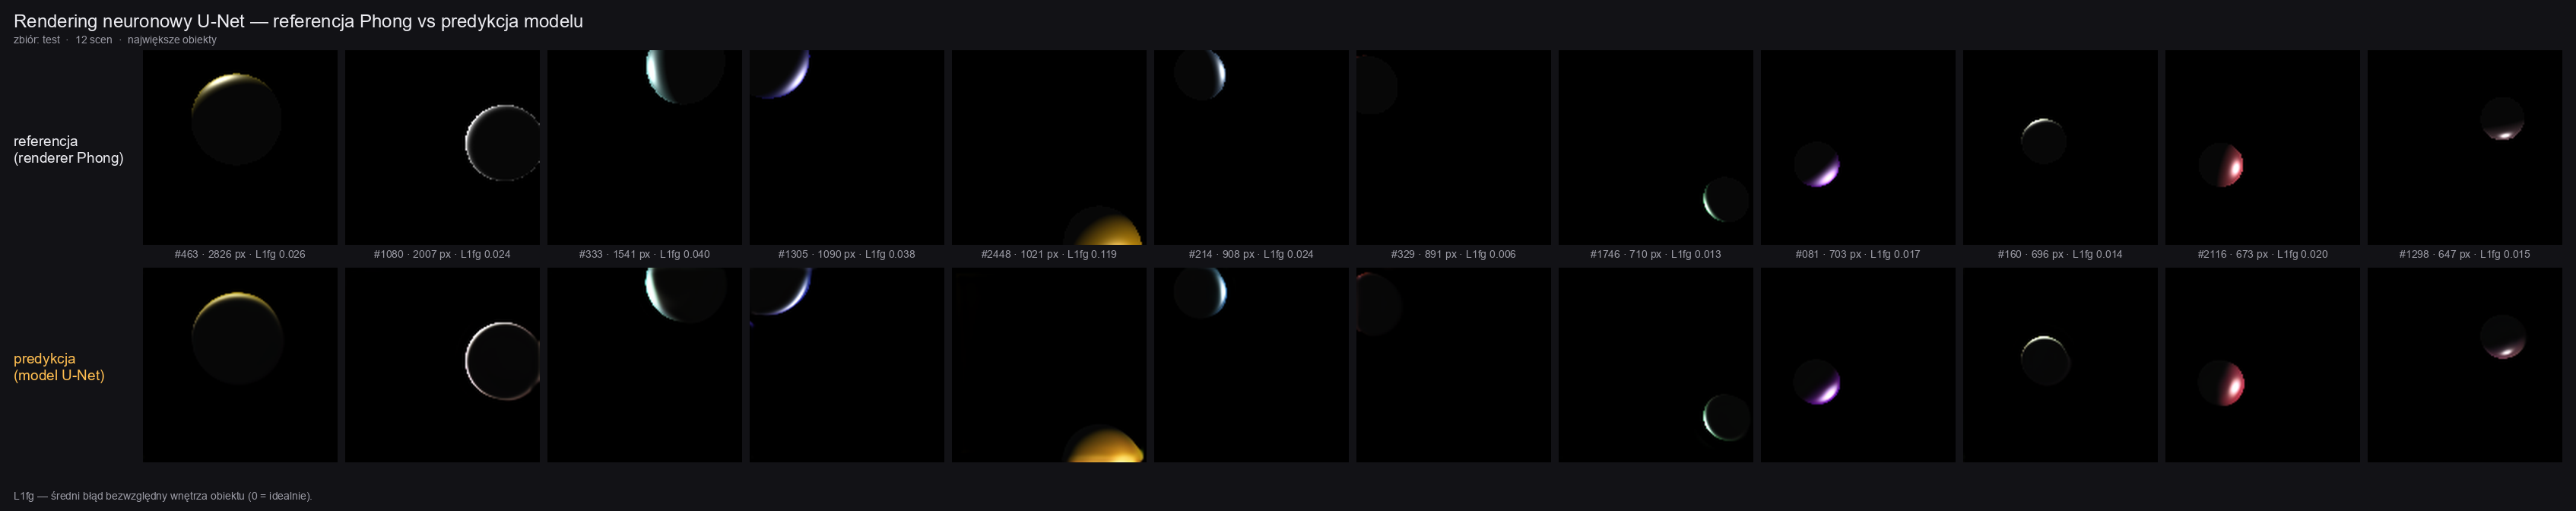 Rendering neuronowy U-Net — referencja Phong vs predykcja modelu
zbiór: test · 12 scen · największe obiekty
referencja
(renderer Phong)
#463 · 2826 px · L1fg 0.026
#1080 · 2007 px · L1fg 0.024
#333 · 1541 px · L1fg 0.040
#1305 · 1090 px · L1fg 0.038
#2448 · 1021 px · L1fg 0.119
#214 · 908 px · L1fg 0.024
#329 · 891 px · L1fg 0.006
#1746 · 710 px · L1fg 0.013
#081 · 703 px · L1fg 0.017
#160 · 696 px · L1fg 0.014
#2116 · 673 px · L1fg 0.020
#1298 · 647 px · L1fg 0.015
predykcja
(model U-Net)
L1fg — średni błąd bezwzględny wnętrza obiektu (0 = idealnie).